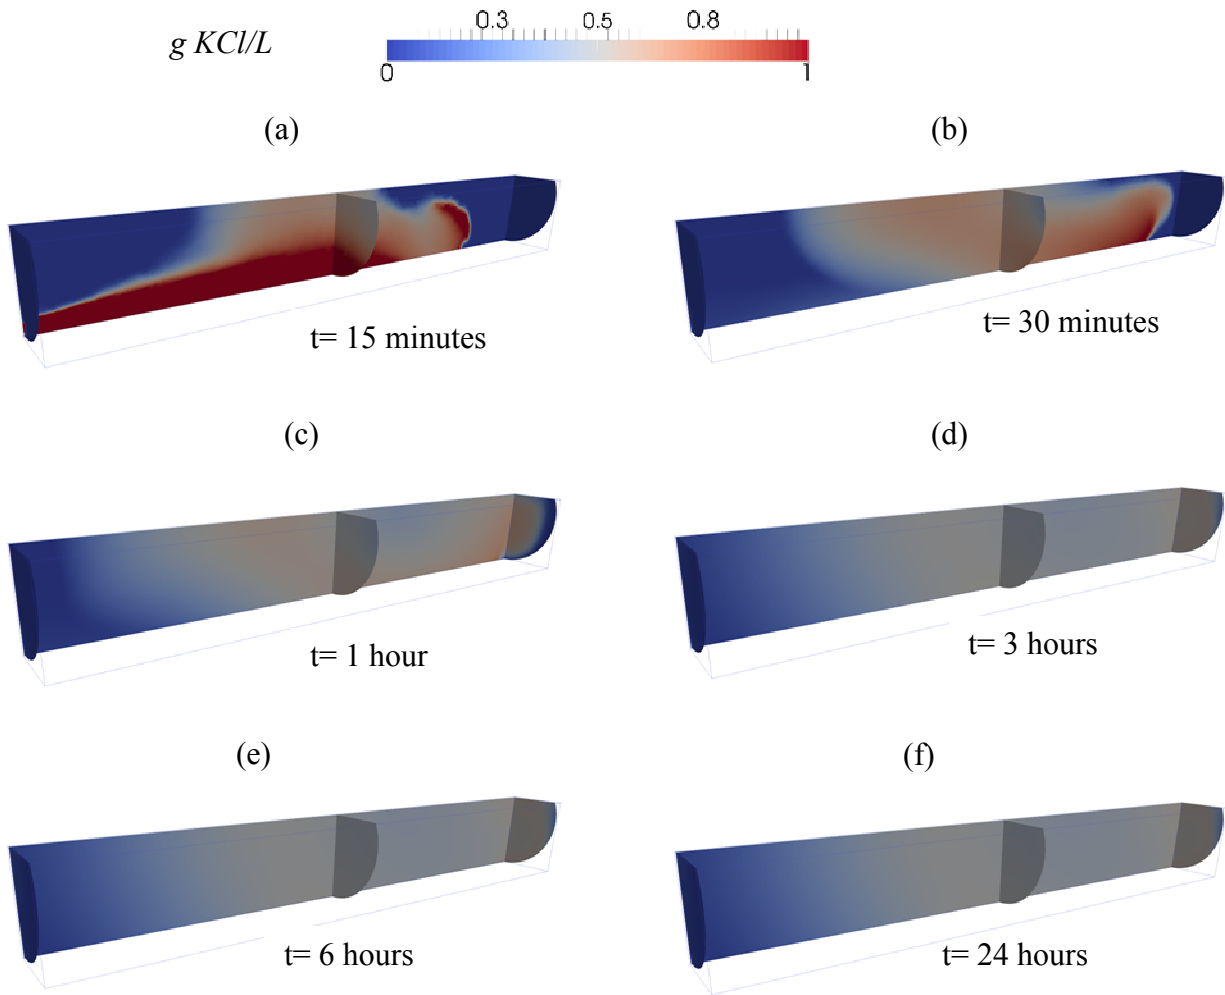 0.3 0.5 0.8
g KCl/L
0 1
(a) (b)
t= 15 minutes
t= 30 minutes
(c) (d)
t= 1 hour
t= 3 hours
(e) (f)
t= 6 hours
t= 24 hours